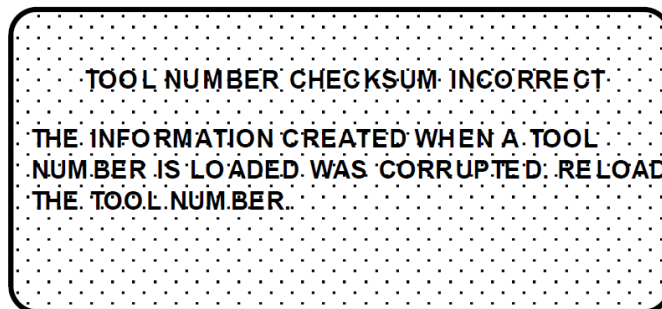 TOOL NUMBER CHECKSUM INCORRECT
THE INFORMATION CREATED WHEN A TOOL
NUMBER IS LOADED WAS CORRUPTED. RELOAD
THE TOOL NUMBER.